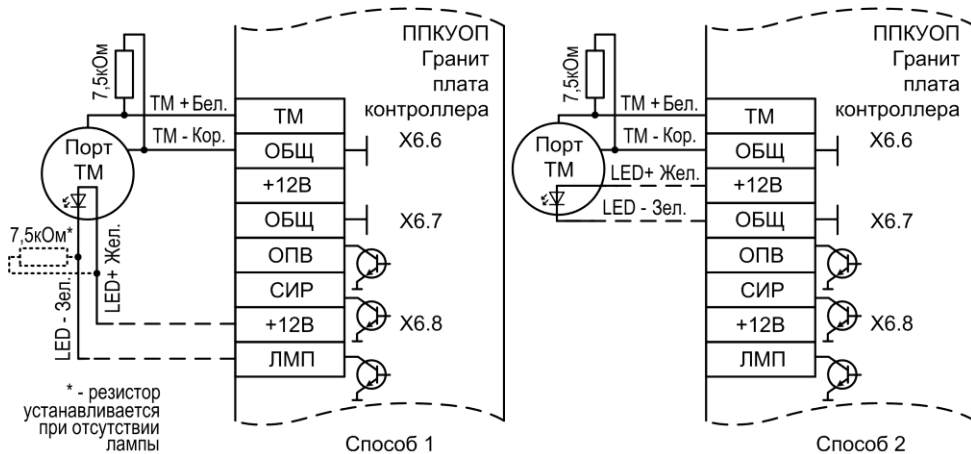 ППКУОП
Гранит
плата
контроллера
7,5кОм
ТМ +Бел.
ТМ - Кор.
Порт
ТМ
7,5кОм*
LED - Зел.
LED+ Жел.
ТМ
ОБЩ
+12В
ОБЩ
ОПВ
СИР
+12В
ЛМП
Х6.6
Х6.7
Х6.8
* - резистор
устанавливается
при отсутствии
лампы
Способ 1
ППКУОП
Гранит
плата
контроллера
7,5кОм
ТМ +Бел.
ТМ - Кор.
Порт
ТМ
LED+ Жел.
LED - Зел.
ТМ
ОБЩ
+12В
ОБЩ
ОПВ
СИР
+12В
ЛМП
Х6.6
Х6.7
Х6.8
Способ 2